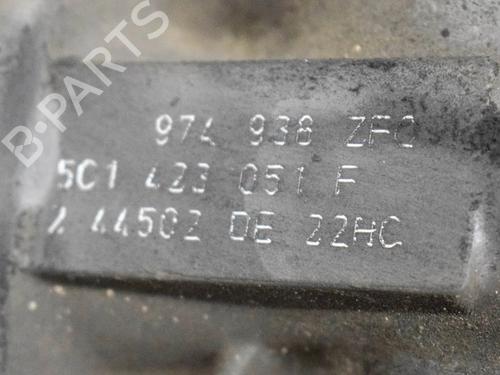 B-PARTS
974 938 ZFC
5C1 423 051 F
44502 DE 22HC